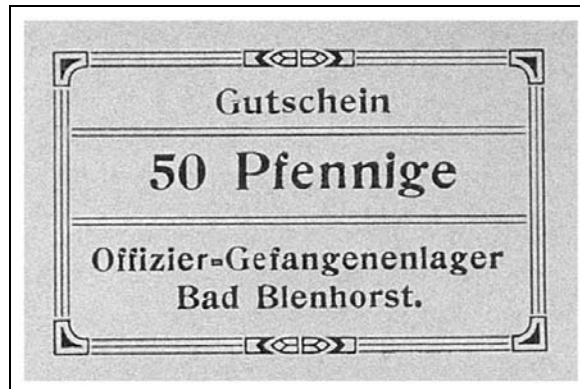 Gutschein
50 Pfennige
Offizier=Gefangenenlager
Bad Blenhorst.